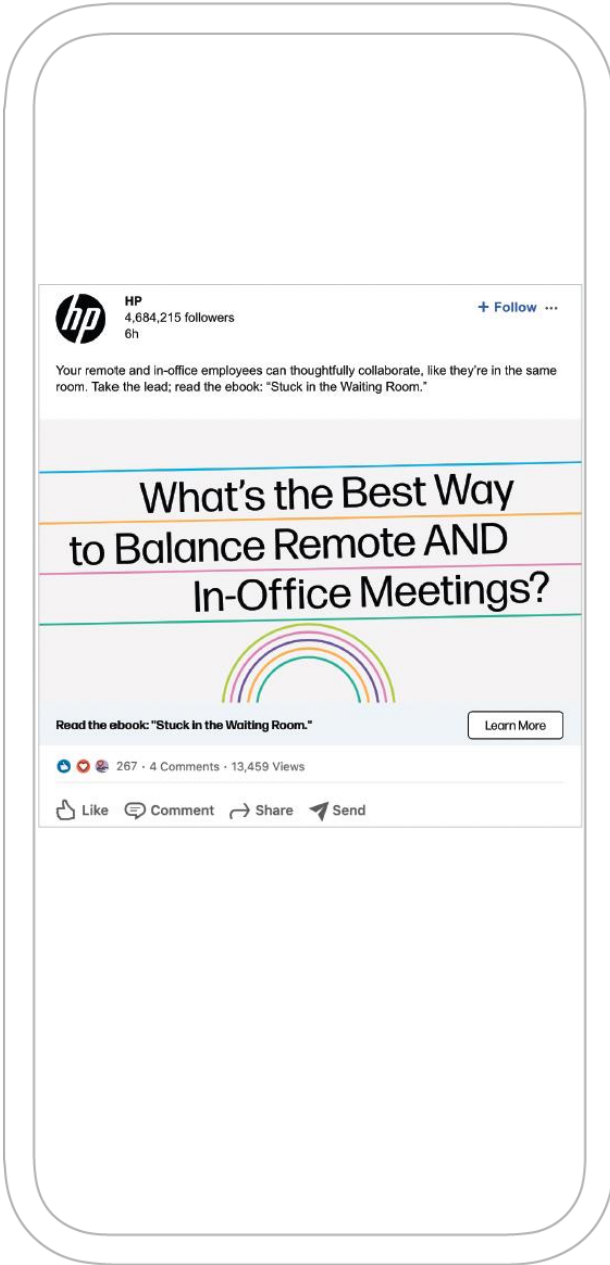 hp
HP
4,684,215 followers
6h
+ Follow ···
Your remote and in-office employees can thoughtfully collaborate, like they're in the same
room. Take the lead; read the ebook: “Stuck in the Waiting Room.”
What's the Best Way
to Balance Remote AND
In-Office Meetings?
Read the ebook: "Stuck in the Waiting Room."
Learn More
267 · 4 Comments · 13,459 Views
Like Comment Share Send